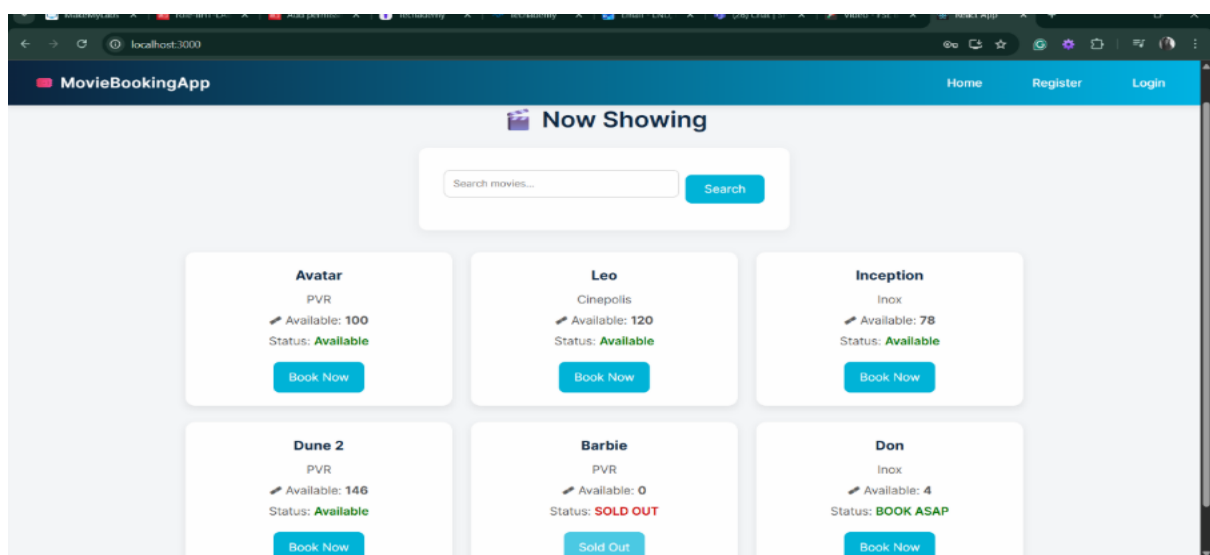 localhost:3000
MovieBookingApp
Home Register Login
Now Showing
Search movies...
Search
Avatar
PVR
Available: 100
Status: Available
Book Now
Leo
Cinepolis
Available: 120
Status: Available
Book Now
Inception
Inox
Available: 78
Status: Available
Book Now
Dune 2
PVR
Available: 146
Status: Available
Book Now
Barbie
PVR
Available: 0
Status: SOLD OUT
Sold Out
Don
Inox
Available: 4
Status: BOOK ASAP
Book Now